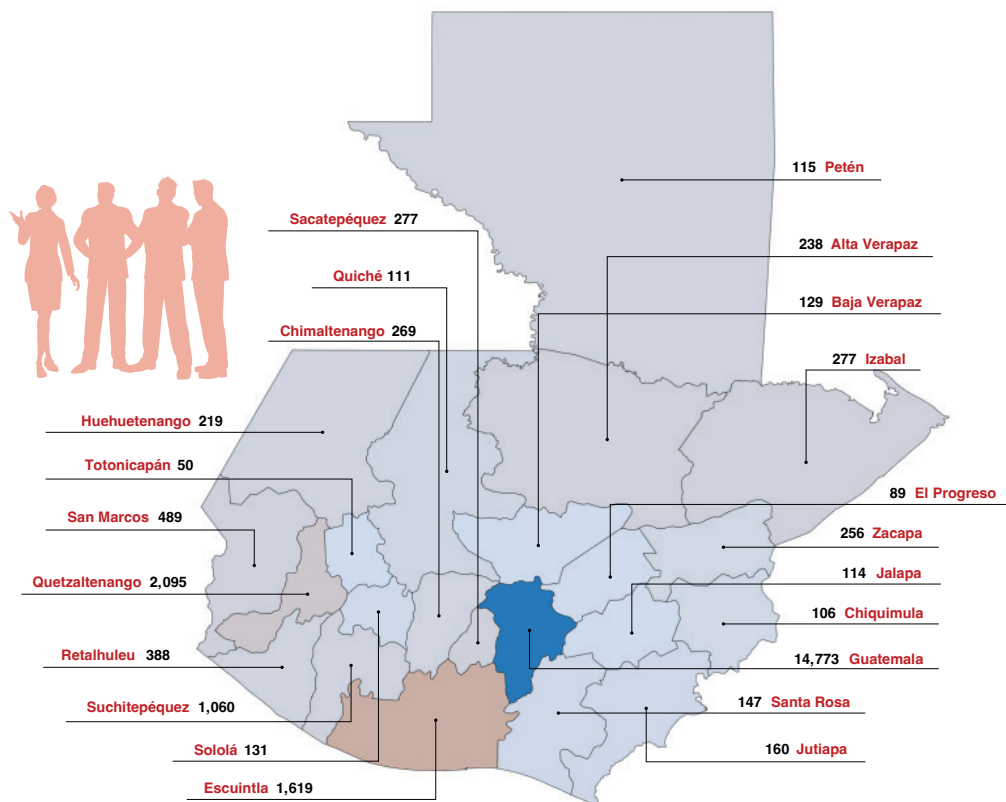 115 Petén
Sacatepéquez 277
238 Alta Verapaz
Quiché 111
129 Baja Verapaz
Chimaltenango 269
277 Izabal
Huehuetenango 219
Totonicapán 50
89 El Progreso
San Marcos 489
256 Zacapa
114 Jalapa
Quetzaltenango 2,095
106 Chiquimula
Retalhuleu 388
14,773 Guatemala
147 Santa Rosa
Suchitepéquez 1,060
Sololá 131
160 Jutiapa
Escuintla 1,619